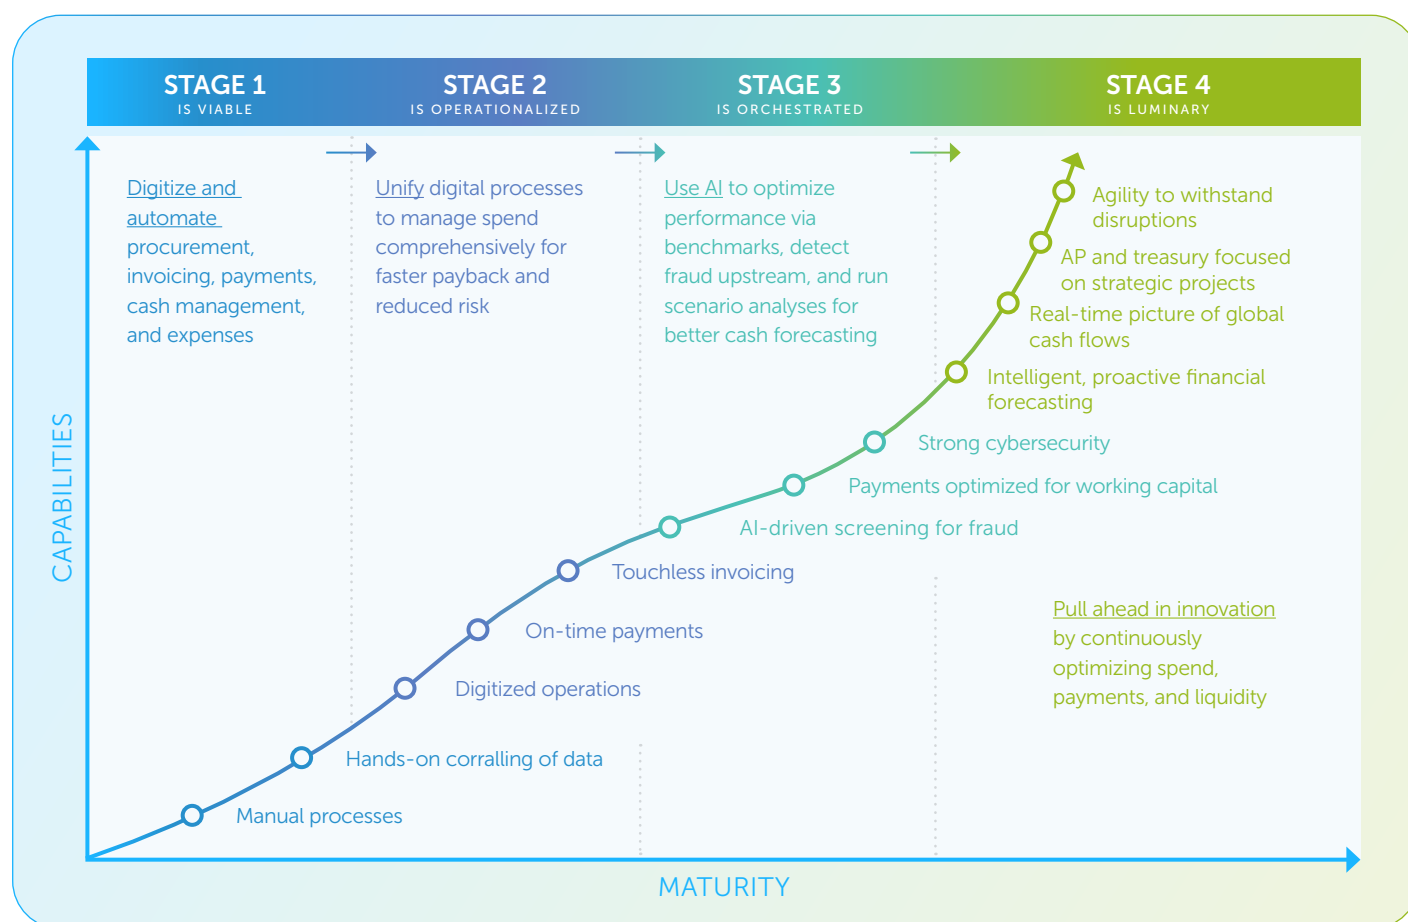 STAGE 1
IS VIABLE
STAGE 2
IS OPERATIONALIZED
STAGE 3
IS ORCHESTRATED
STAGE 4
IS LUMINARY
Digitize and
automate
procurement,
invoicing, payments,
cash management,
and expenses
Unify digital processes
to manage spend
comprehensively for
faster payback and
reduced risk
Use AI to optimize
performance via
benchmarks, detect
fraud upstream, and run
scenario analyses for
better cash forecasting
Agility to withstand
disruptions
AP and treasury focused
on strategic projects
Real-time picture of global
cash flows
Intelligent, proactive financial
forecasting
Strong cybersecurity
Payments optimized for working capital
AI-driven screening for fraud
Touchless invoicing
On-time payments
Digitized operations
Hands-on corralling of data
Manual processes
Pull ahead in innovation
by continuously
optimizing spend,
payments, and liquidity
CAPABILITIES
MATURITY